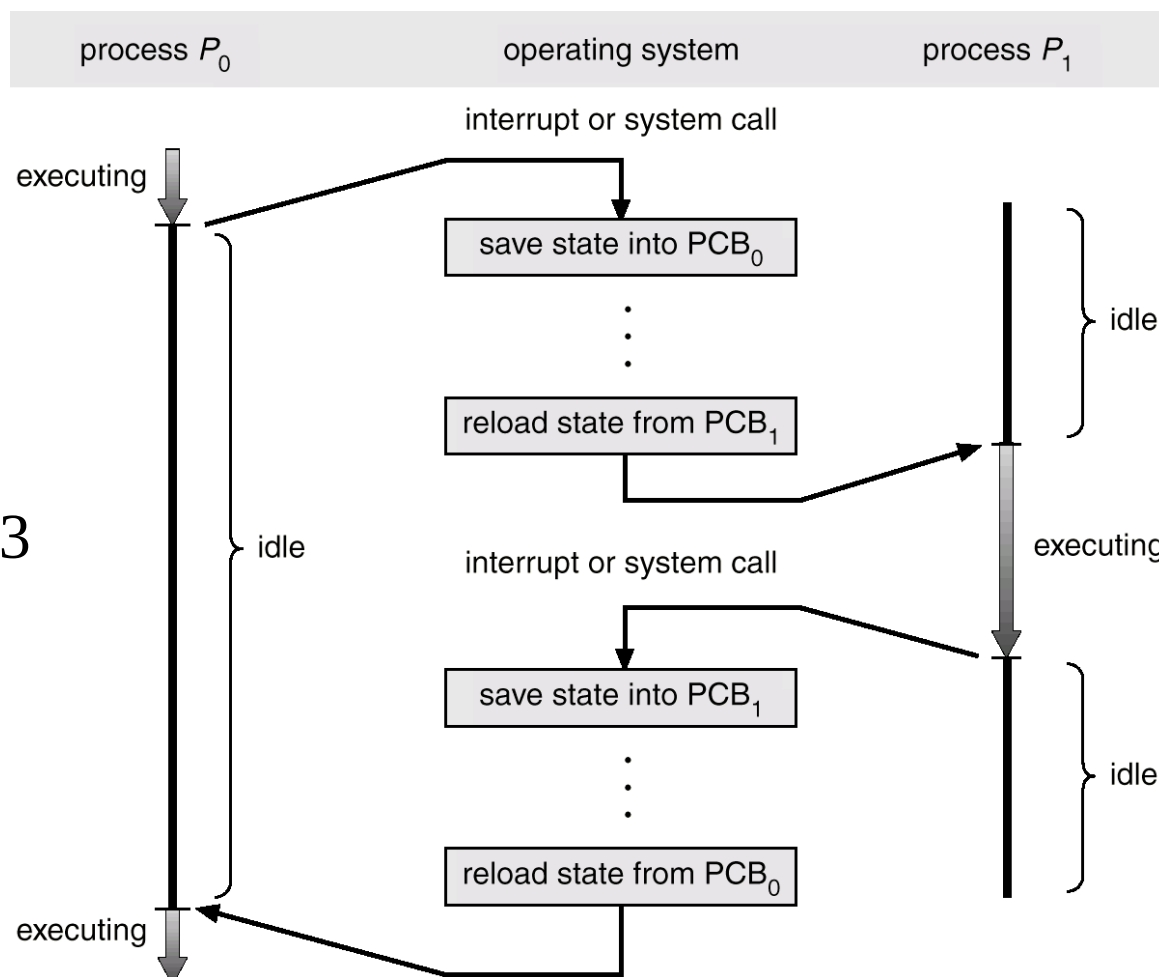 process P0
operating system
process P1
interrupt or system call
executing
save state into PCB0
idle
reload state from PCB1
3
idle
interrupt or system call
executing
save state into PCB1
idle
reload state from PCB0
executing